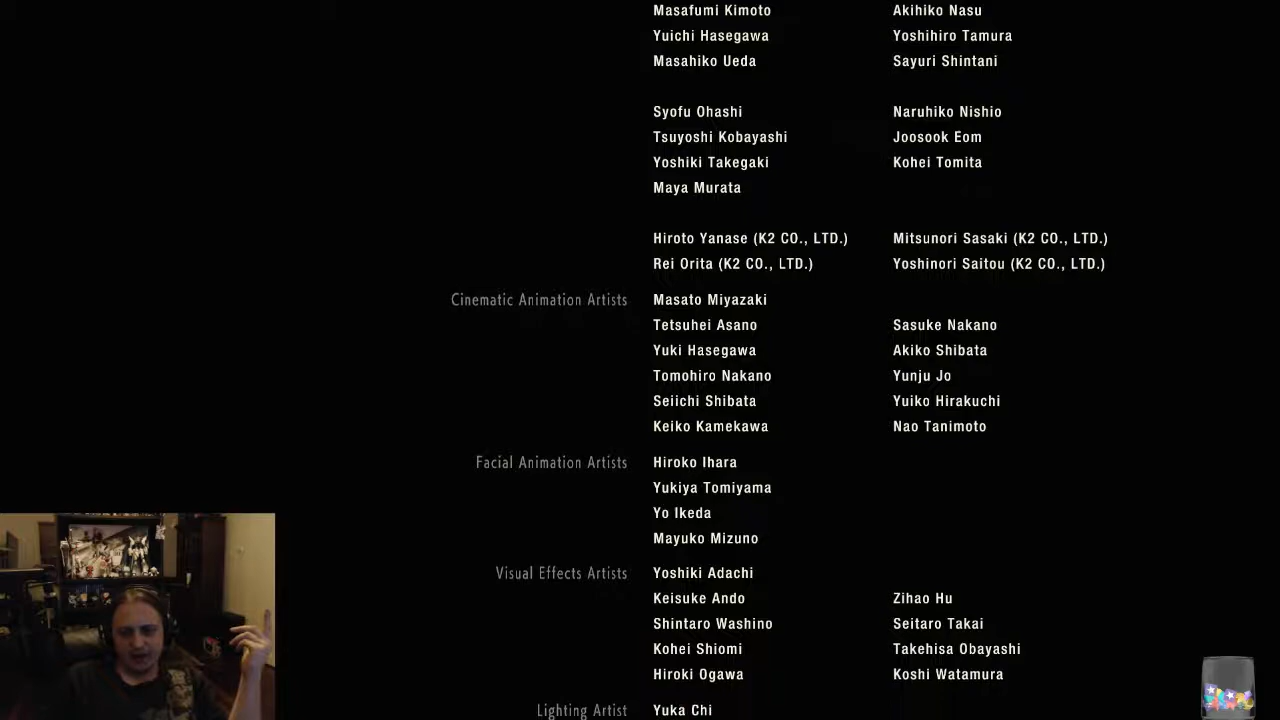 Masafumi Kimoto Akihiko Nasu
Yuichi Hasegawa Yoshihiro Tamura
Masahiko Ueda Sayuri Shintani
Syofu Ohashi Naruhiko Nishio
Tsuyoshi Kobayashi Joosook Eom
Yoshiki Takegaki Kohei Tomita
Maya Murata
Hiroto Yanase (K2 CO., LTD.) Mitsunori Sasaki (K2 CO., LTD.)
Rei Orita (K2 CO., LTD.) Yoshinori Saitou (K2 CO., LTD.)
Cinematic Animation Artists Masato Miyazaki
Tetsuhei Asano Sasuke Nakano
Yuki Hasegawa Akiko Shibata
Tomohiro Nakano Yunju Jo
Seiichi Shibata Yuiko Hirakuchi
Keiko Kamekawa Nao Tanimoto
Facial Animation Artists Hiroko Ihara
Yukiya Tomiyama
Yo Ikeda
Mayuko Mizuno
Visual Effects Artists Yoshiki Adachi
Keisuke Ando Zihao Hu
Shintaro Washino Seitaro Takai
Kohei Shiomi Takehisa Obayashi
Hiroki Ogawa Koshi Watamura
Lighting Artist Yuka Chi